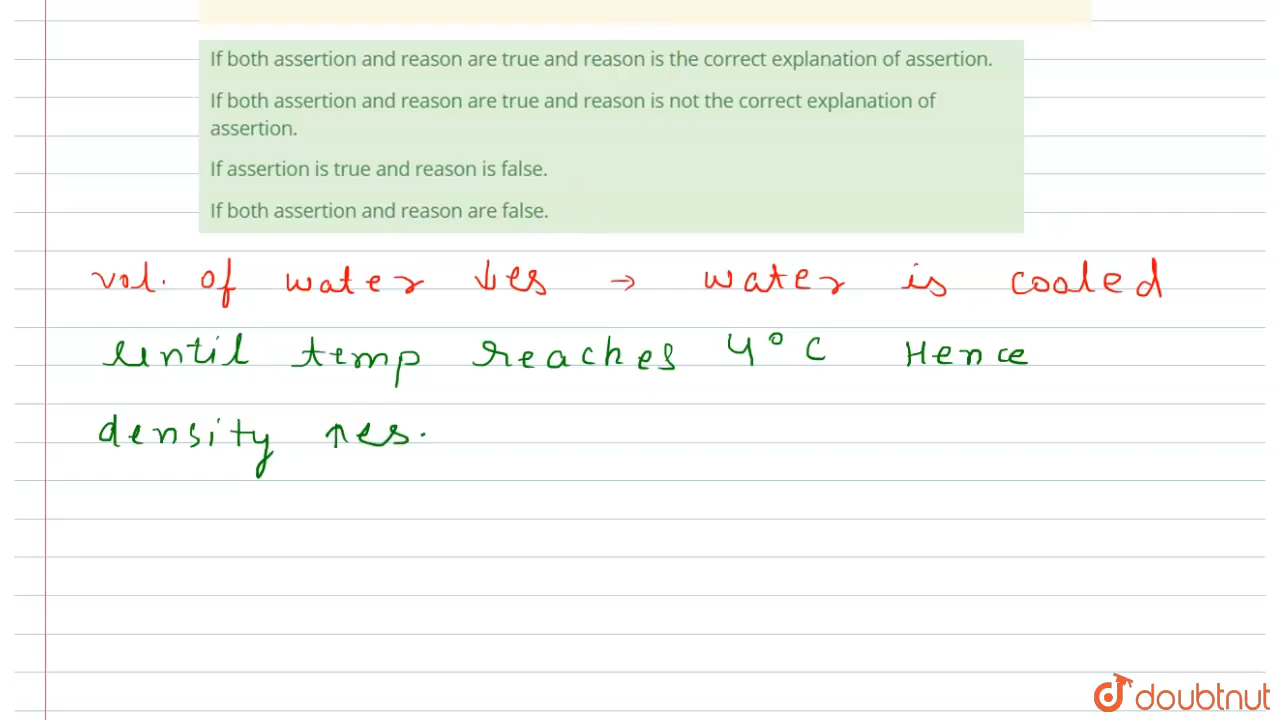 If both assertion and reason are true and reason is the correct explanation of assertion.
If both assertion and reason are true and reason is not the correct explanation of
assertion.
If assertion is true and reason is false.
If both assertion and reason are false.
vol. of water ↓es → water is cooled
until temp reaches 4°C Hence
density ↑es.
doubtnut